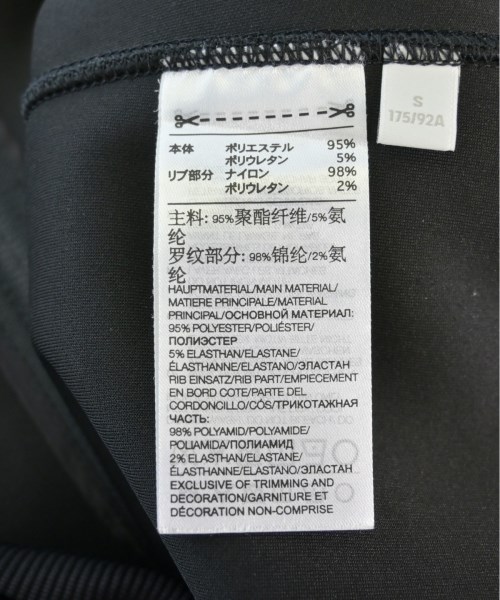 S
175/92A
本体 ポリエステル 95%
ポリウレタン 5%
リブ部分 ナイロン 98%
ポリウレタン 2%
主料: 95%聚酯纤维/5%氨
纶
罗纹部分: 98%锦纶/2%氨
纶
HAUPTMATERIAL/MAIN MATERIAL/
MATIERE PRINCIPALE/MATERIAL
PRINCIPAL/ОСНОВНОЙ МАТЕРИАЛ:
95% POLYESTER/POLIÉSTER/
ПОЛИЭСТЕР
5% ELASTHAN/ELASTANE/
ÉLASTHANNE/ELASTANO/ЭЛАСТАН
RIB EINSATZ/RIB PART/EMPIECEMENT
EN BORD COTE/PARTE DEL
CORDONCILLO/CÓS/ТРИКОТАЖНАЯ
ЧАСТЬ:
98% POLYAMID/POLYAMIDE/
POLIAMIDA/ПОЛИАМИД
2% ELASTHAN/ELASTANE/
ÉLASTHANNE/ELASTANO/ЭЛАСТАН
EXCLUSIVE OF TRIMMING AND
DECORATION/GARNITURE ET
DÉCORATION NON-COMPRISE